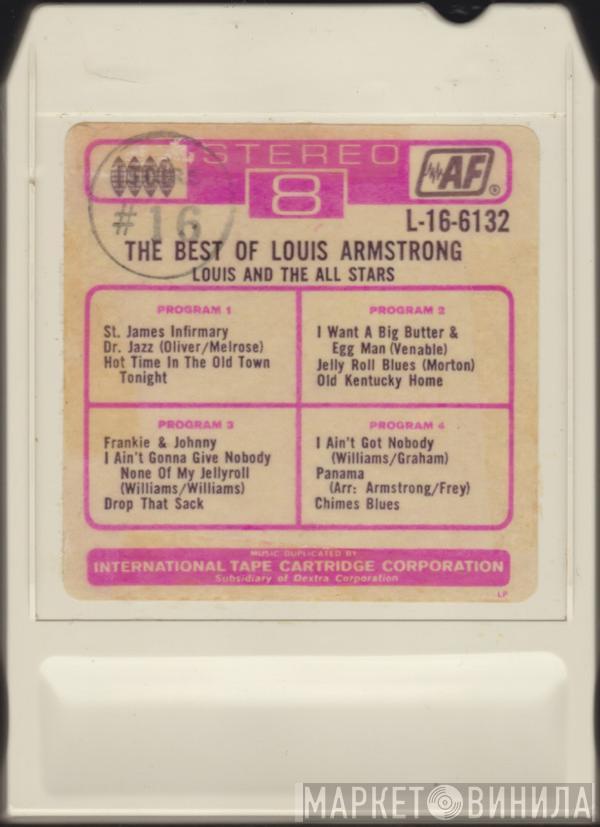 STEREO
8
AF
®
#16
L-16-6132
THE BEST OF LOUIS ARMSTRONG
LOUIS AND THE ALL STARS
PROGRAM 1
St. James Infirmary
Dr. Jazz (Oliver/Melrose)
Hot Time In The Old Town
Tonight
PROGRAM 2
I Want A Big Butter &
Egg Man (Venable)
Jelly Roll Blues (Morton)
Old Kentucky Home
PROGRAM 3
Frankie & Johnny
I Ain't Gonna Give Nobody
None Of My Jellyroll
(Williams/Williams)
Drop That Sack
PROGRAM 4
I Ain't Got Nobody
(Williams/Graham)
Panama
(Arr: Armstrong/Frey)
Chimes Blues
MUSIC DUPLICATED BY
INTERNATIONAL TAPE CARTRIDGE CORPORATION
Subsidiary of Dextra Corporation
LP
МАРКЕТ ВИНИЛА